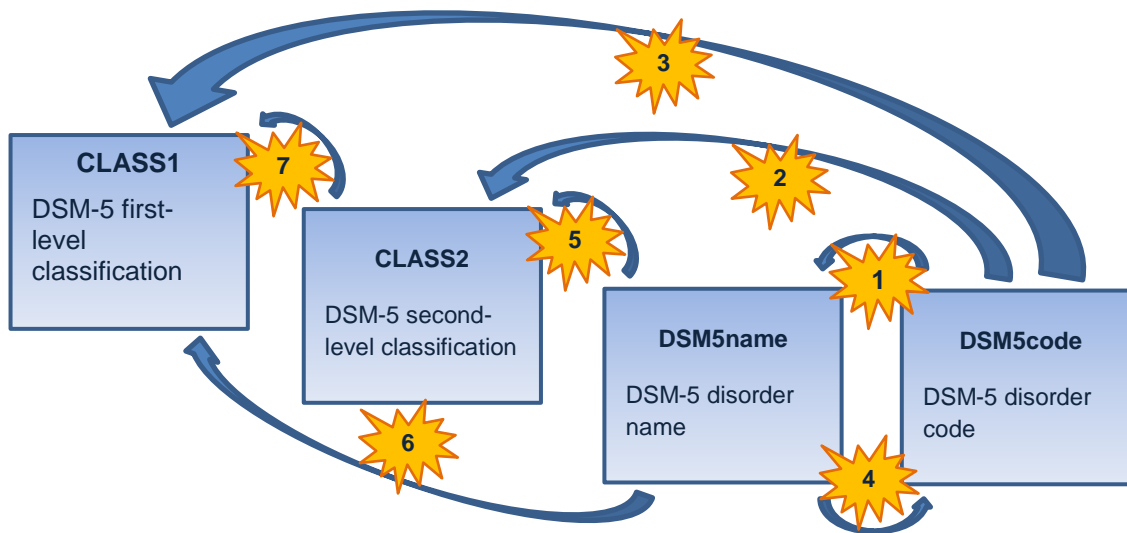 3
CLASS1
DSM-5 first-
level
classification
7
2
CLASS2
DSM-5 second-
level classification
5
1
DSM5name
DSM-5 disorder
name
DSM5code
DSM-5 disorder
code
6
4